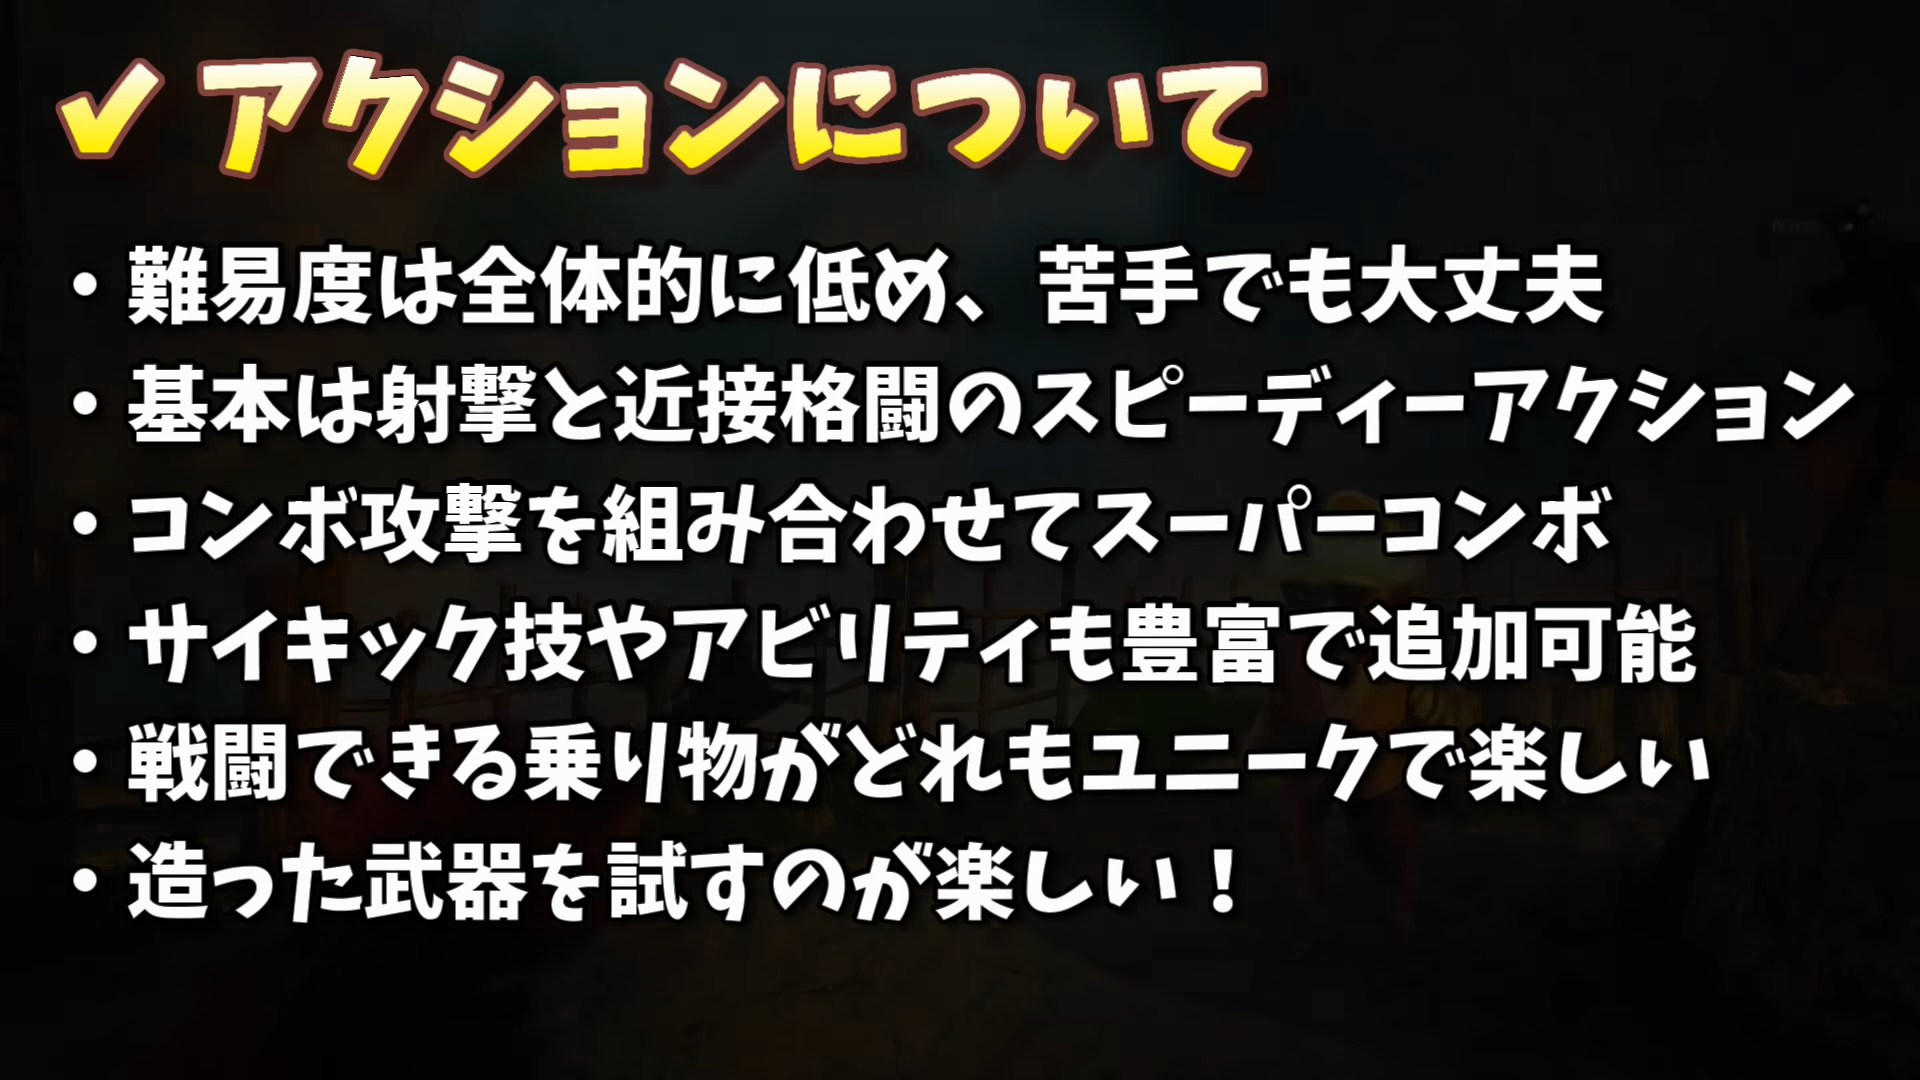 ✓アクションについて
・難易度は全体的に低め、苦手でも大丈夫
・基本は射撃と近接格闘のスピーディーアクション
・コンボ攻撃を組み合わせてスーパーコンボ
・サイキック技やアビリティも豊富で追加可能
・戦闘できる乗り物がどれもユニークで楽しい
・造った武器を試すのが楽しい！